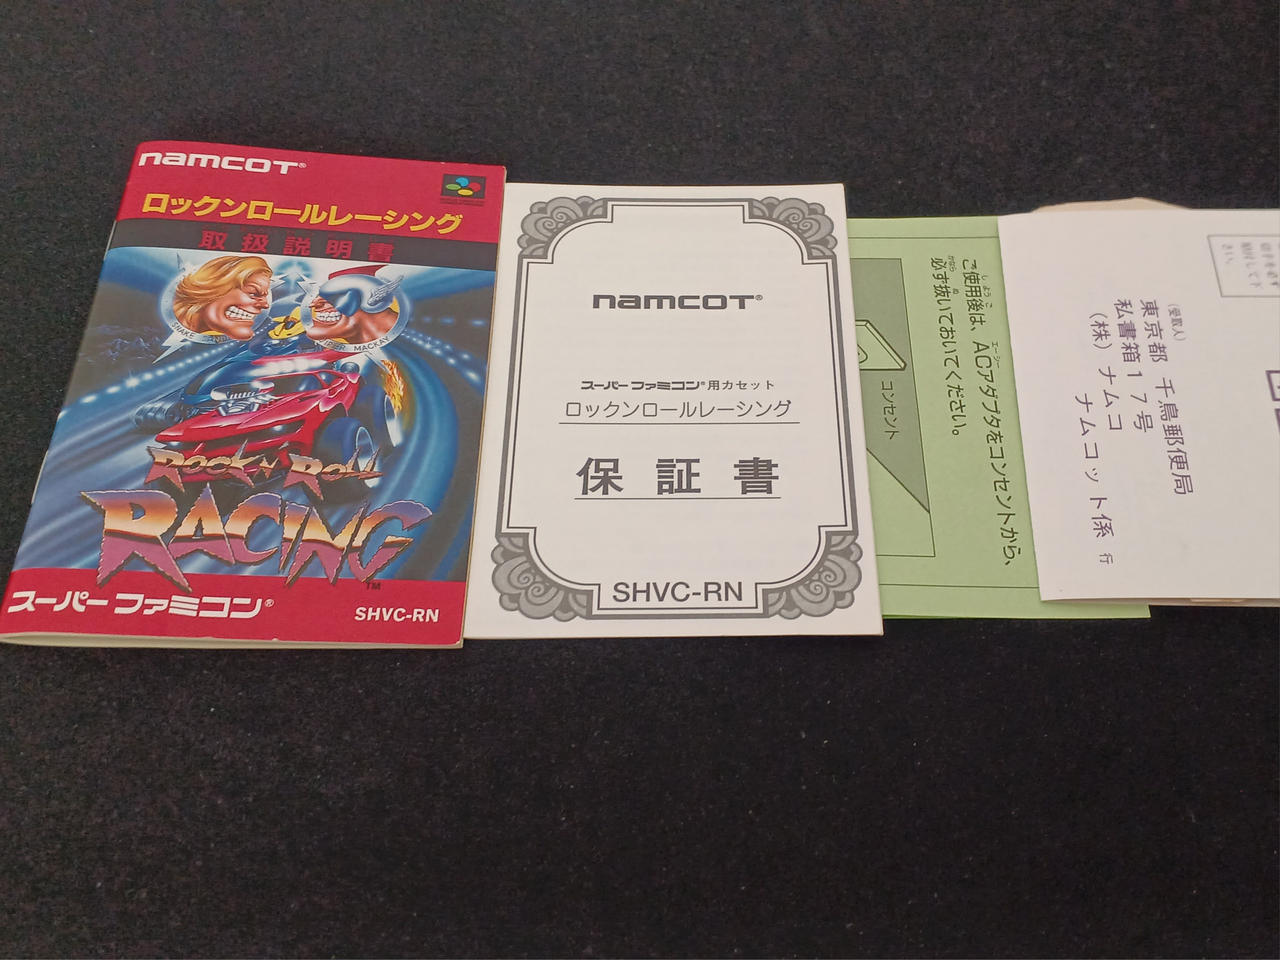 namcot®
ロックンロールレーシング
取扱説明書
SNAKE
VIPER MACKAY
ROCK N' ROLL
RACING™
スーパーファミコン®
SHVC-RN
namcot®
スーパーファミコン®用カセット
ロックンロールレーシング
保証書
SHVC-RN
ご使用後は、ACアダプタをコンセントから、
必ず抜いておいてください。
コンセント
(受取人)
東京都 千鳥郵便局
私書箱17号
(株)ナムコ
ナムコット係 行